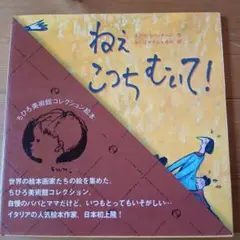 ねぇ
こっち むいて!
ちひろ美術館コレクション絵本
世界の絵本画家たちの絵を集めた、
ちひろ美術館コレクション。
自慢のパパとママだけど、いつもとってもいそがしい…
イタリアの人気絵本作家、日本初上陸!